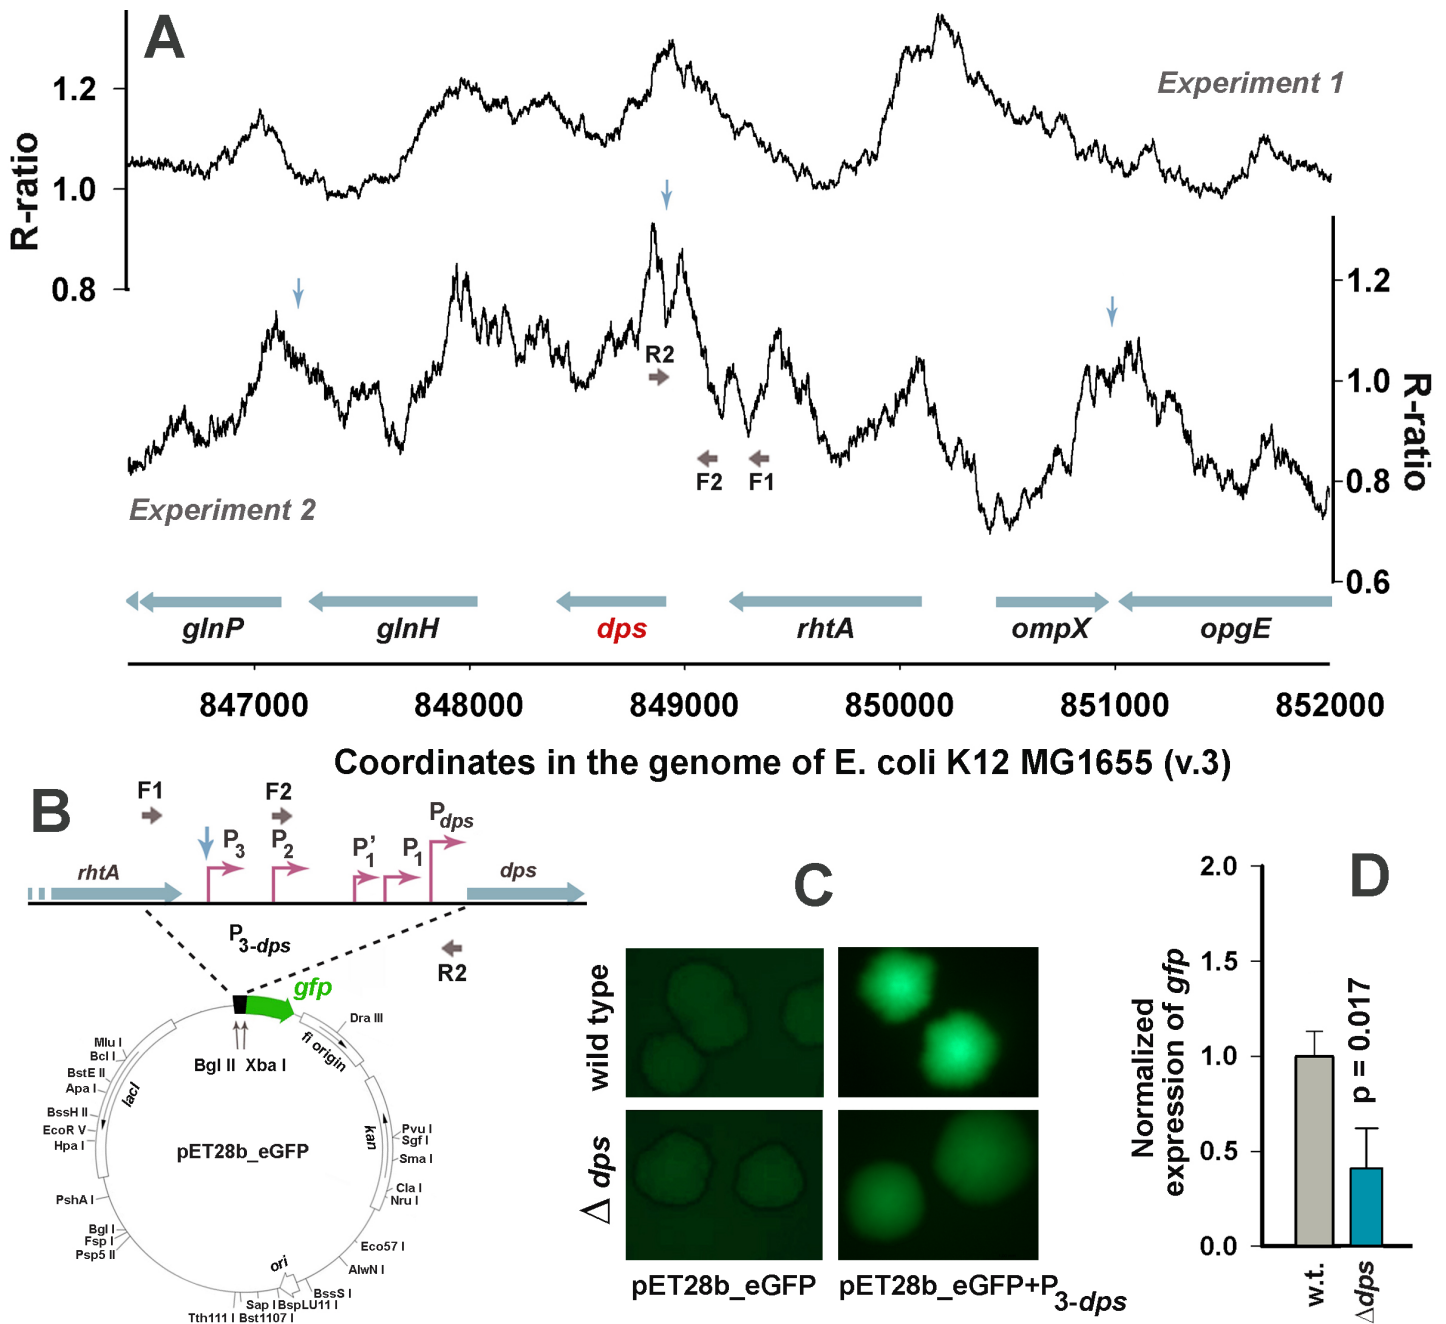 A
Experiment 1
R-ratio
1.2
1.0
0.8
1.2
1.0
0.8
0.6
R-ratio
R2
F2
F1
Experiment 2
glnP
glnH
dps
rhtA
ompX
opgE
847000
848000
849000
850000
851000
852000
Coordinates in the genome of E. coli K12 MG1655 (v.3)
B
F1
F2
P3
P2
P1'
P1
Pdps
rhtA
dps
P3-dps
R2
gfp
Bgl II
Xba I
Dra III
fi origin
kan
Pvu I
Sgf I
Sma I
Cla I
Nru I
Eco57 I
AlwN I
BssS I
BspLU11 I
Sap I
Bst1107 I
Tth111 I
ori
Psp5 II
Fsp I
Bgl I
PshA I
Hpa I
EcoR V
BssH II
Apa I
BstE II
Bcl I
Mlu I
lacI
pET28b_eGFP
C
wild type
Δ dps
pET28b_eGFP
pET28b_eGFP+P3-dps
D
Normalized
expression of gfp
2.0
1.5
1.0
0.5
0.0
p = 0.017
w.t.
Δdps